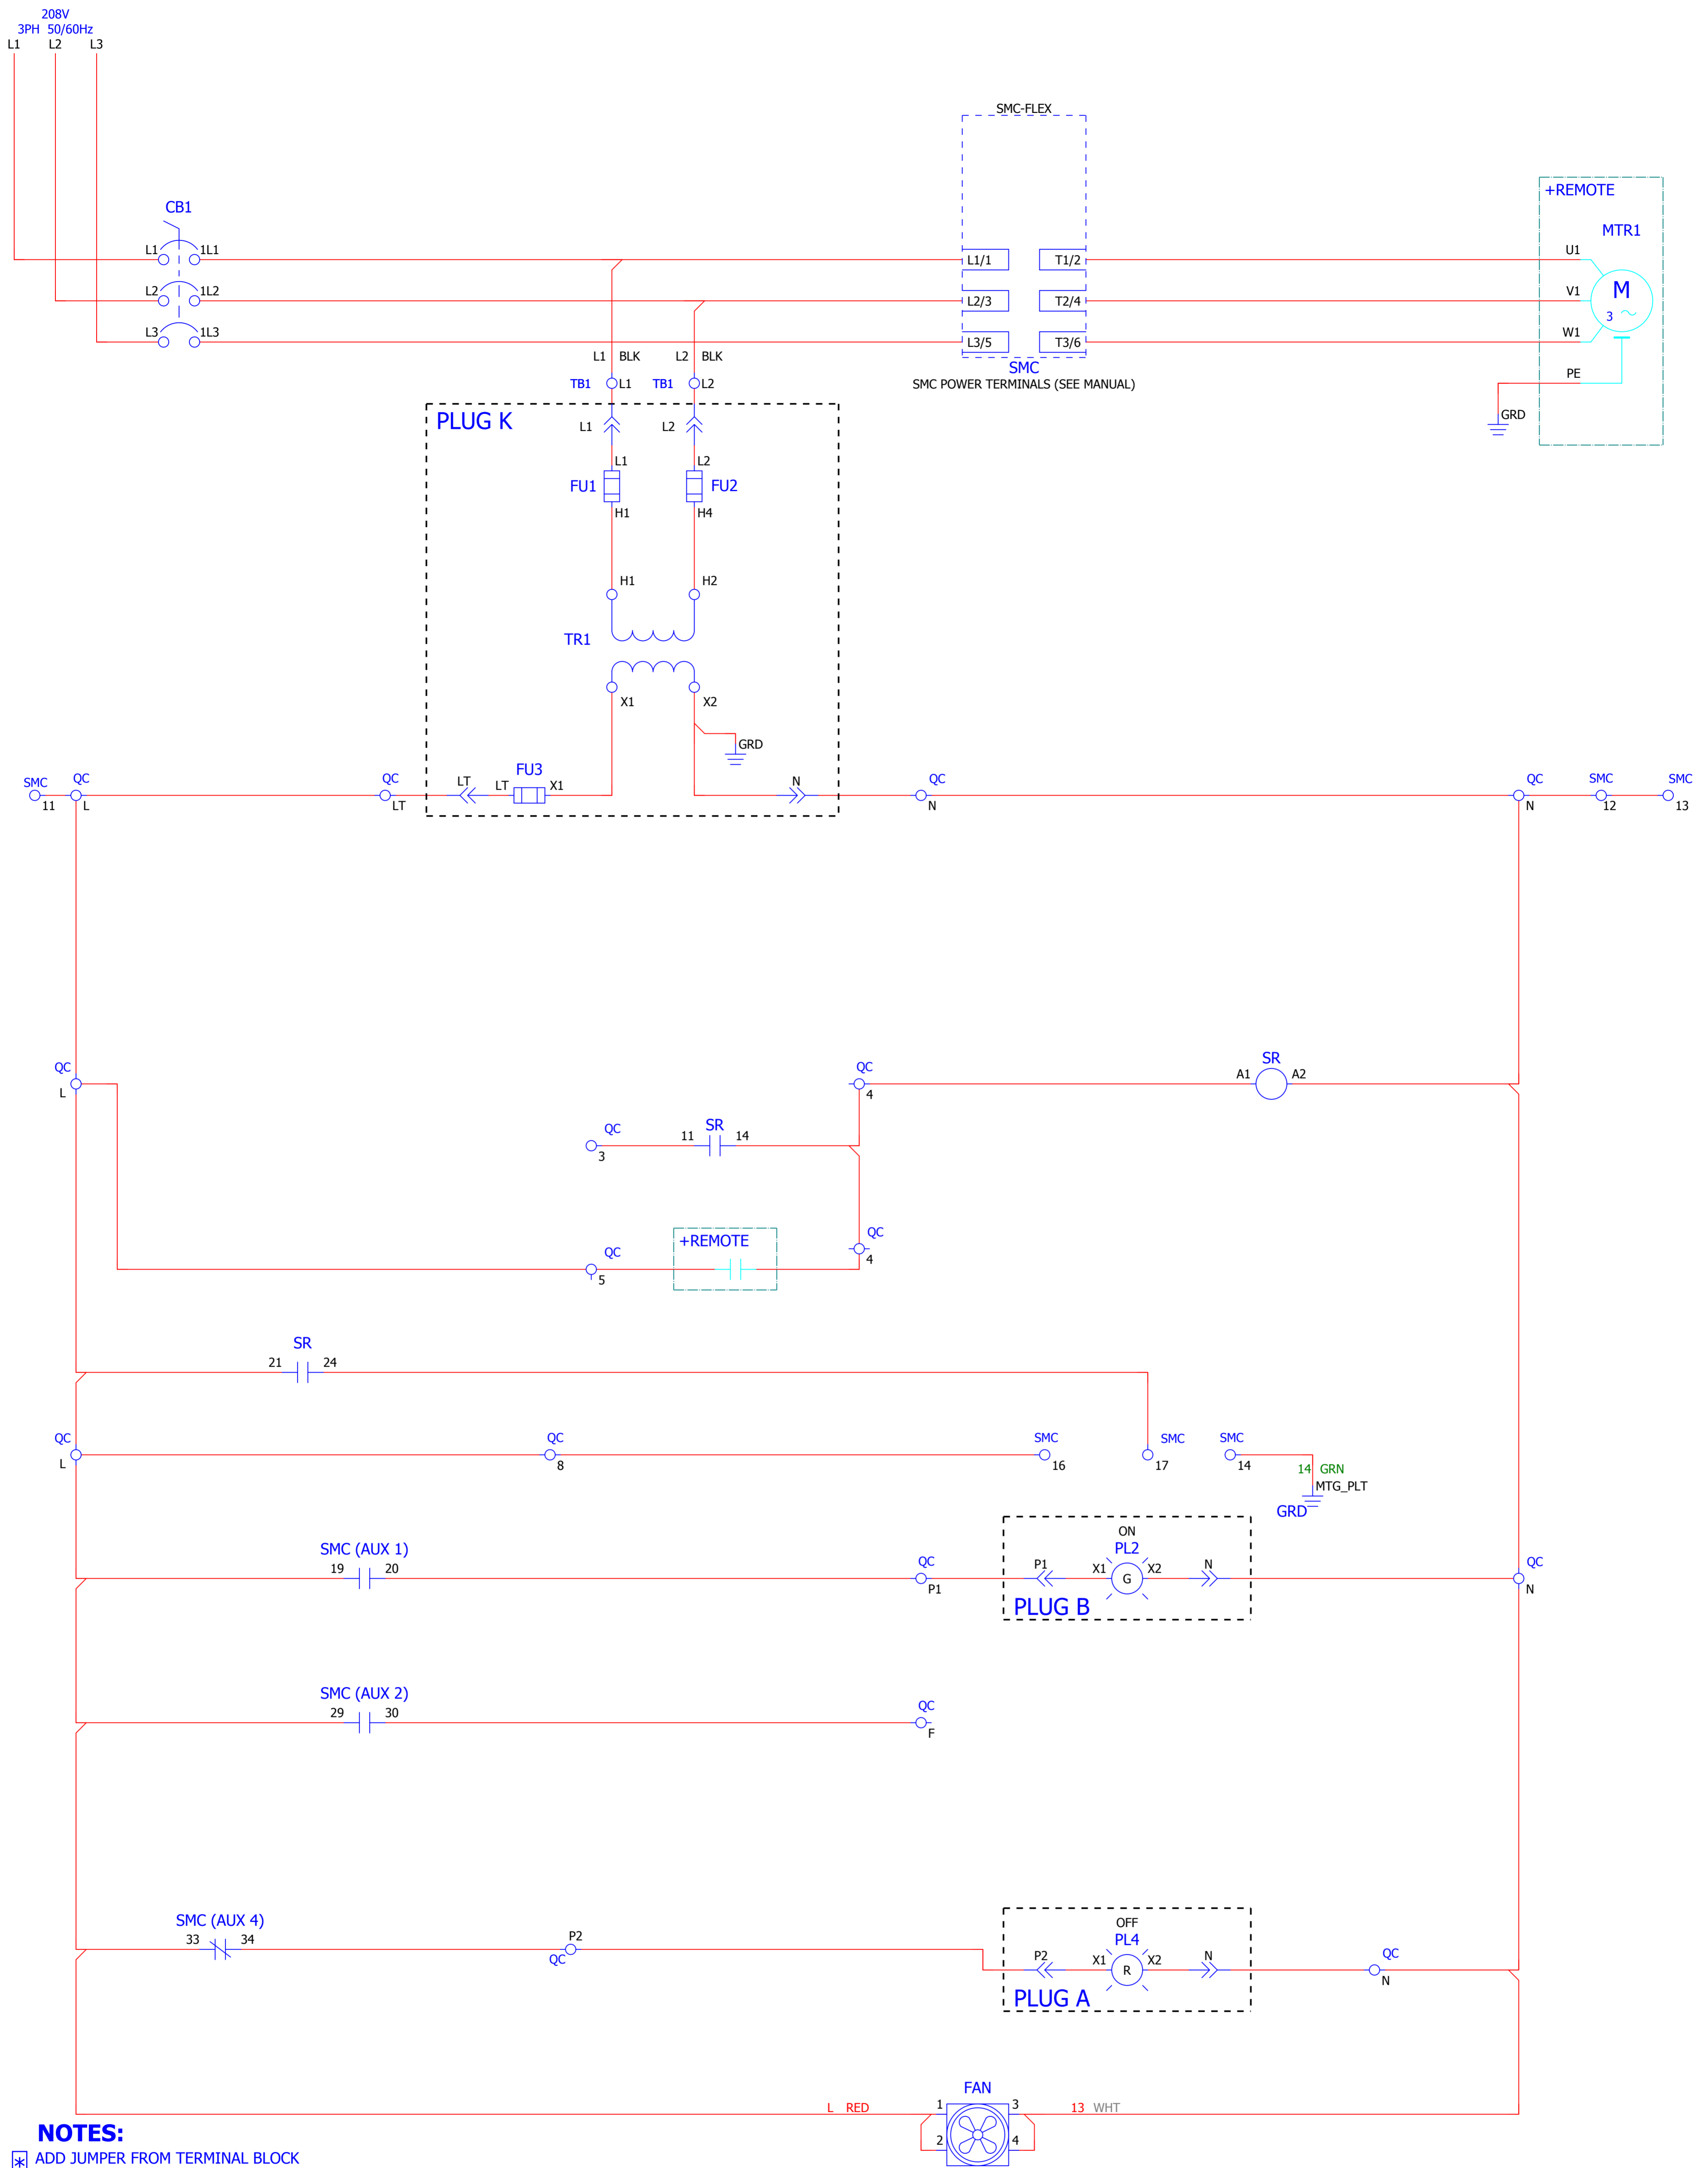 208V
3PH 50/60Hz
L1 L2 L3
SMC-FLEX
+REMOTE
CB1
MTR1
L1 1L1
L1/1 T1/2
U1
L2 1L2
L2/3 T2/4
V1
M
3
L3 1L3
L3/5 T3/6
W1
L1 BLK L2 BLK
SMC
SMC POWER TERMINALS (SEE MANUAL)
PE
TB1 L1 TB1 L2
GRD
PLUG K
L1 L2
L1 L2
FU1 FU2
H1 H4
H1 H2
TR1
X1 X2
GRD
SMC QC QC LT LT FU3 X1 N QC QC SMC SMC
11 L LT N N 12 13
QC QC SR
A1 A2
L 4
QC SR
11 14
3
QC +REMOTE QC
4
5
SR
21 24
QC QC SMC SMC SMC
L 8 16 17 14
14 GRN
MTG_PLT
GRD
ON
SMC (AUX 1) PL2
19 20 QC P1 X1 G X2 N QC
P1 N
PLUG B
SMC (AUX 2)
29 30 QC
F
SMC (AUX 4) OFF
33 34 P2 PL4
QC P2 X1 R X2 N QC
N
PLUG A
FAN
L RED 1 3 13 WHT
2 4
NOTES:
* ADD JUMPER FROM TERMINAL BLOCK